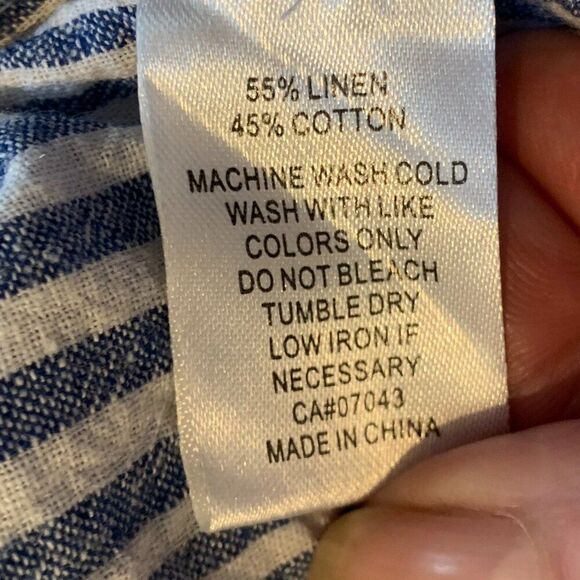 55% LINEN
45% COTTON
MACHINE WASH COLD
WASH WITH LIKE
COLORS ONLY
DO NOT BLEACH
TUMBLE DRY
LOW IRON IF
NECESSARY
CA#07043
MADE IN CHINA